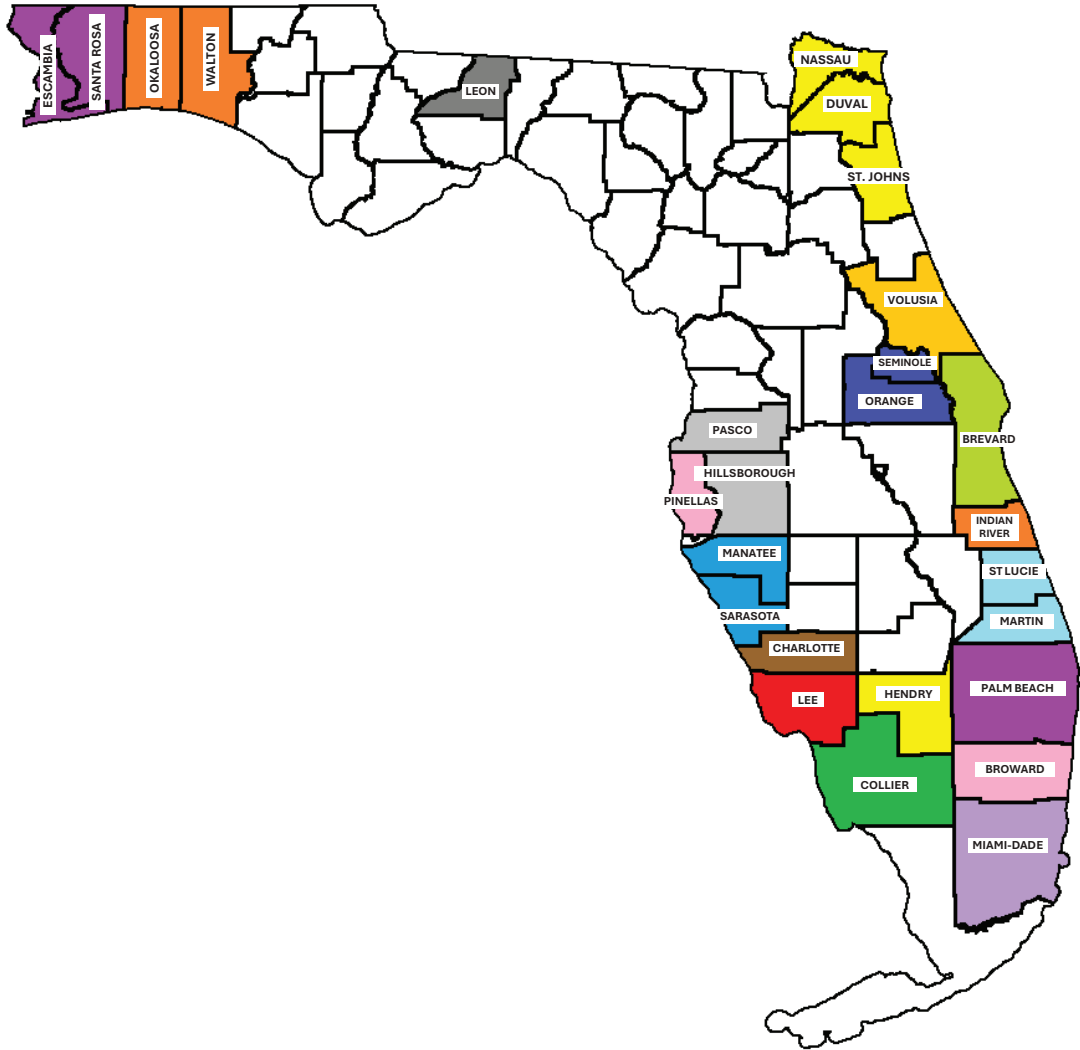 ESCAMBIA
SANTA ROSA
OKALOOSA
WALTON
LEON
NASSAU
DUVAL
ST. JOHNS
VOLUSIA
SEMINOLE
ORANGE
BREVARD
PASCO
HILLSBOROUGH
PINELLAS
INDIAN
RIVER
MANATEE
ST LUCIE
SARASOTA
MARTIN
CHARLOTTE
LEE
HENDRY
PALM BEACH
COLLIER
BROWARD
MIAMI-DADE